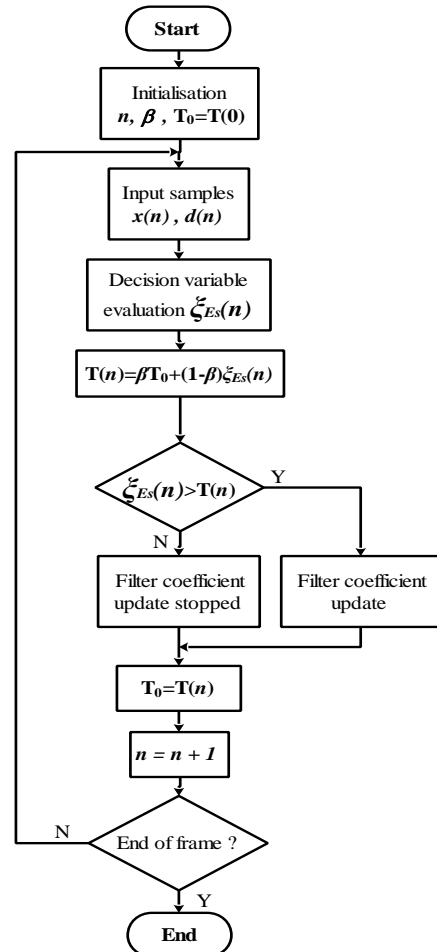 Start
Initialisation
n, β , T₀=T(0)
Input samples
x(n) , d(n)
Decision variable
evaluation ξEs(n)
T(n)=βT₀+(1-β)ξEs(n)
ξEs(n)>T(n)
Y
N
Filter coefficient
update stopped
Filter coefficient
update
T₀=T(n)
n = n + 1
N
End of frame ?
Y
End